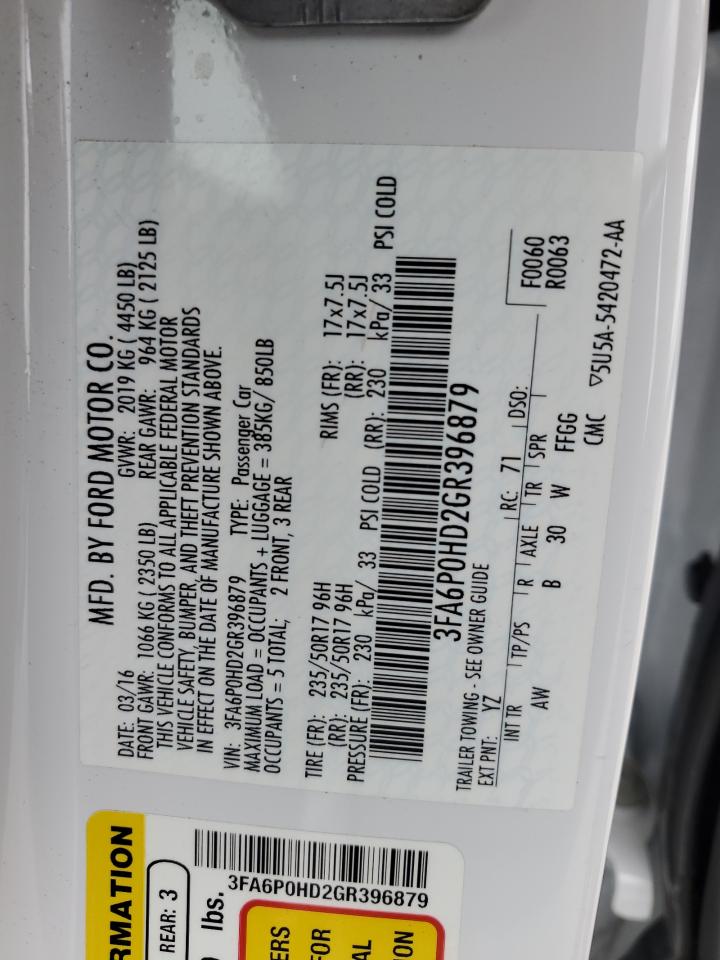 MFD. BY FORD MOTOR CO.
DATE: 03/16 GVWR: 2019 KG ( 4450 LB)
FRONT GAWR: 1066 KG ( 2350 LB) REAR GAWR: 964 KG ( 2125 LB)
THIS VEHICLE CONFORMS TO ALL APPLICABLE FEDERAL MOTOR
VEHICLE SAFETY, BUMPER, AND THEFT PREVENTION STANDARDS
IN EFFECT ON THE DATE OF MANUFACTURE SHOWN ABOVE.
VIN: 3FA6P0HD2GR396879 TYPE: Passenger Car
MAXIMUM LOAD = OCCUPANTS + LUGGAGE = 385KG/ 850LB
OCCUPANTS = 5 TOTAL; 2 FRONT, 3 REAR
TIRE (FR): 235/50R17 96H RIMS (FR): 17x7.5J
(RR): 235/50R17 96H (RR): 17x7.5J
PRESSURE (FR): 230 kPa/ 33 PSI COLD (RR): 230 kPa/ 33 PSI COLD
3FA6P0HD2GR396879
TRAILER TOWING - SEE OWNER GUIDE
EXT PNT: YZ RC: 71 DSO: F0060
R0063
INT TR TP/PS R AXLE TR SPR
AW B 30 W FFGG
CMC ▽5U5A-5420472-AA
RMATION
REAR: 3
lbs.
3FA6P0HD2GR396879
ERS
FOR
AL
ION